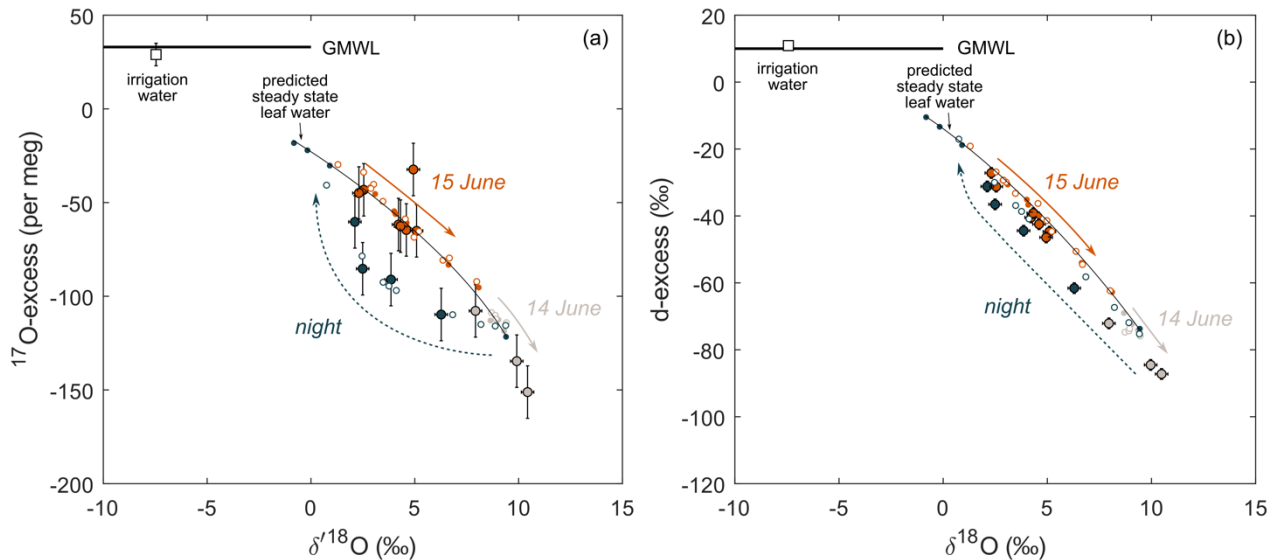 50
(a)
GMWL
irrigation
water
predicted
steady state
leaf water
0
15 June
-50
-100
14 June
night
-150
-200
-10
-5
0
5
10
15
17O-excess (per meg)
δ′18O (‰)
20
(b)
GMWL
10
irrigation
water
predicted
steady state
leaf water
0
-20
15 June
-40
-60
14 June
night
-80
-100
-120
-10
-5
0
5
10
15
d-excess (‰)
δ18O (‰)